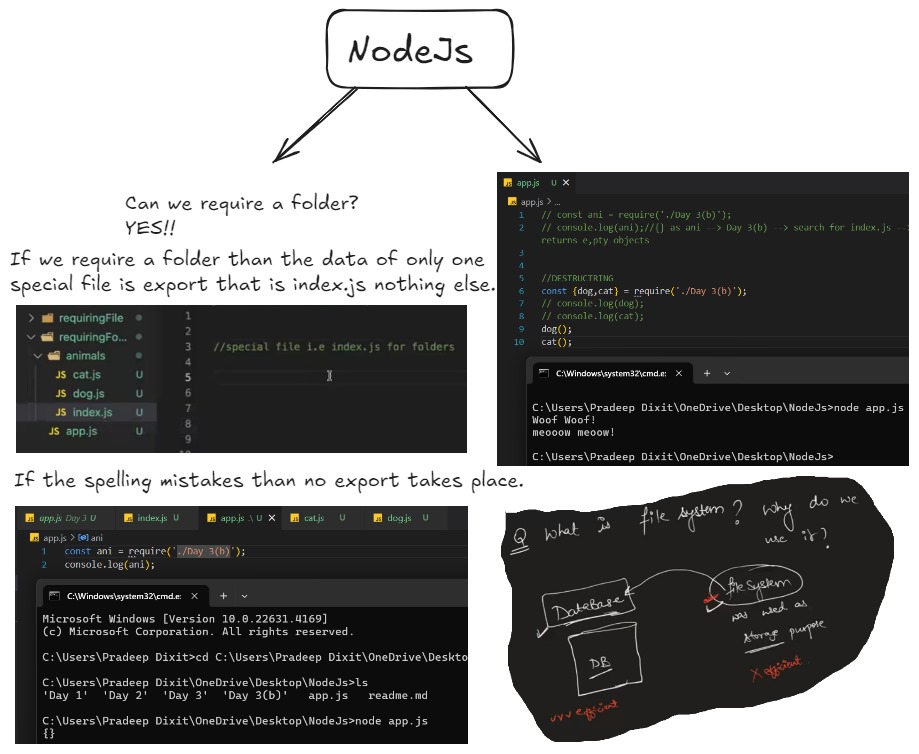 NodeJs
Can we require a folder?
YES!!
If we require a folder than the data of only one
special file is export that is index.js nothing else.
requiringFile
requiringFo...
animals
JS cat.js U
JS dog.js U
JS index.js U
JS app.js U
1
2
3 //special file i.e index.js for folders
4
5
6
7
8
9
If the spelling mistakes than no export takes place.
app.js Day 3 U index.js U app.js .\ U cat.js U dog.js U
app.js > ani
1 const ani = require('./Day 3(b)');
2 console.log(ani);
C:\Windows\system32\cmd.e:
Microsoft Windows [Version 10.0.22631.4169]
(c) Microsoft Corporation. All rights reserved.
C:\Users\Pradeep Dixit>cd C:\Users\Pradeep Dixit\OneDrive\Deskto
C:\Users\Pradeep Dixit\OneDrive\Desktop\NodeJs>ls
'Day 1' 'Day 2' 'Day 3' 'Day 3(b)' app.js readme.md
C:\Users\Pradeep Dixit\OneDrive\Desktop\NodeJs>node app.js
{}
app.js U
app.js > ...
1 // const ani = require('./Day 3(b)');
2 // console.log(ani);//{} as ani --> Day 3(b) --> search for index.js --
returns e,pty objects
3
4
5 //DESTRUCTRING
6 const {dog,cat} = require('./Day 3(b)');
7 // console.log(dog);
8 // console.log(cat);
9 dog();
10 cat();
C:\Windows\system32\cmd.e:
C:\Users\Pradeep Dixit\OneDrive\Desktop\NodeJs>node app.js
Woof Woof!
meooow meoow!
C:\Users\Pradeep Dixit\OneDrive\Desktop\NodeJs>
Q What is file system? Why do we
use it?
DataBase
file system
was used as
storage purpose
DB
X efficient
vvv efficient